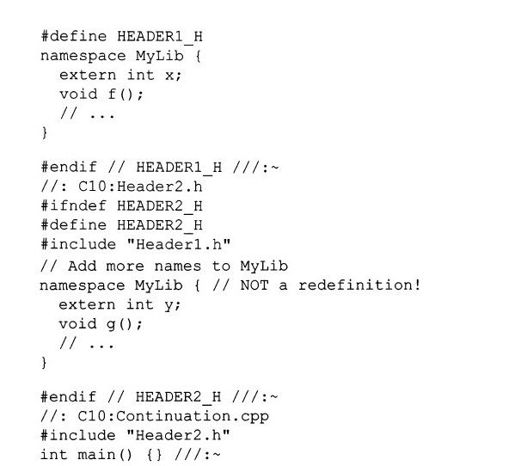 #define HEADER1_H
namespace MyLib {
extern int x;
void f();
// ...
}
#endif // HEADER1_H ///:~
//: C10:Header2.h
#ifndef HEADER2_H
#define HEADER2_H
#include "Header1.h"
// Add more names to MyLib
namespace MyLib { // NOT a redefinition!
extern int y;
void g();
// ...
}
#endif // HEADER2_H ///:~
//: C10:Continuation.cpp
#include "Header2.h"
int main() {} ///:~